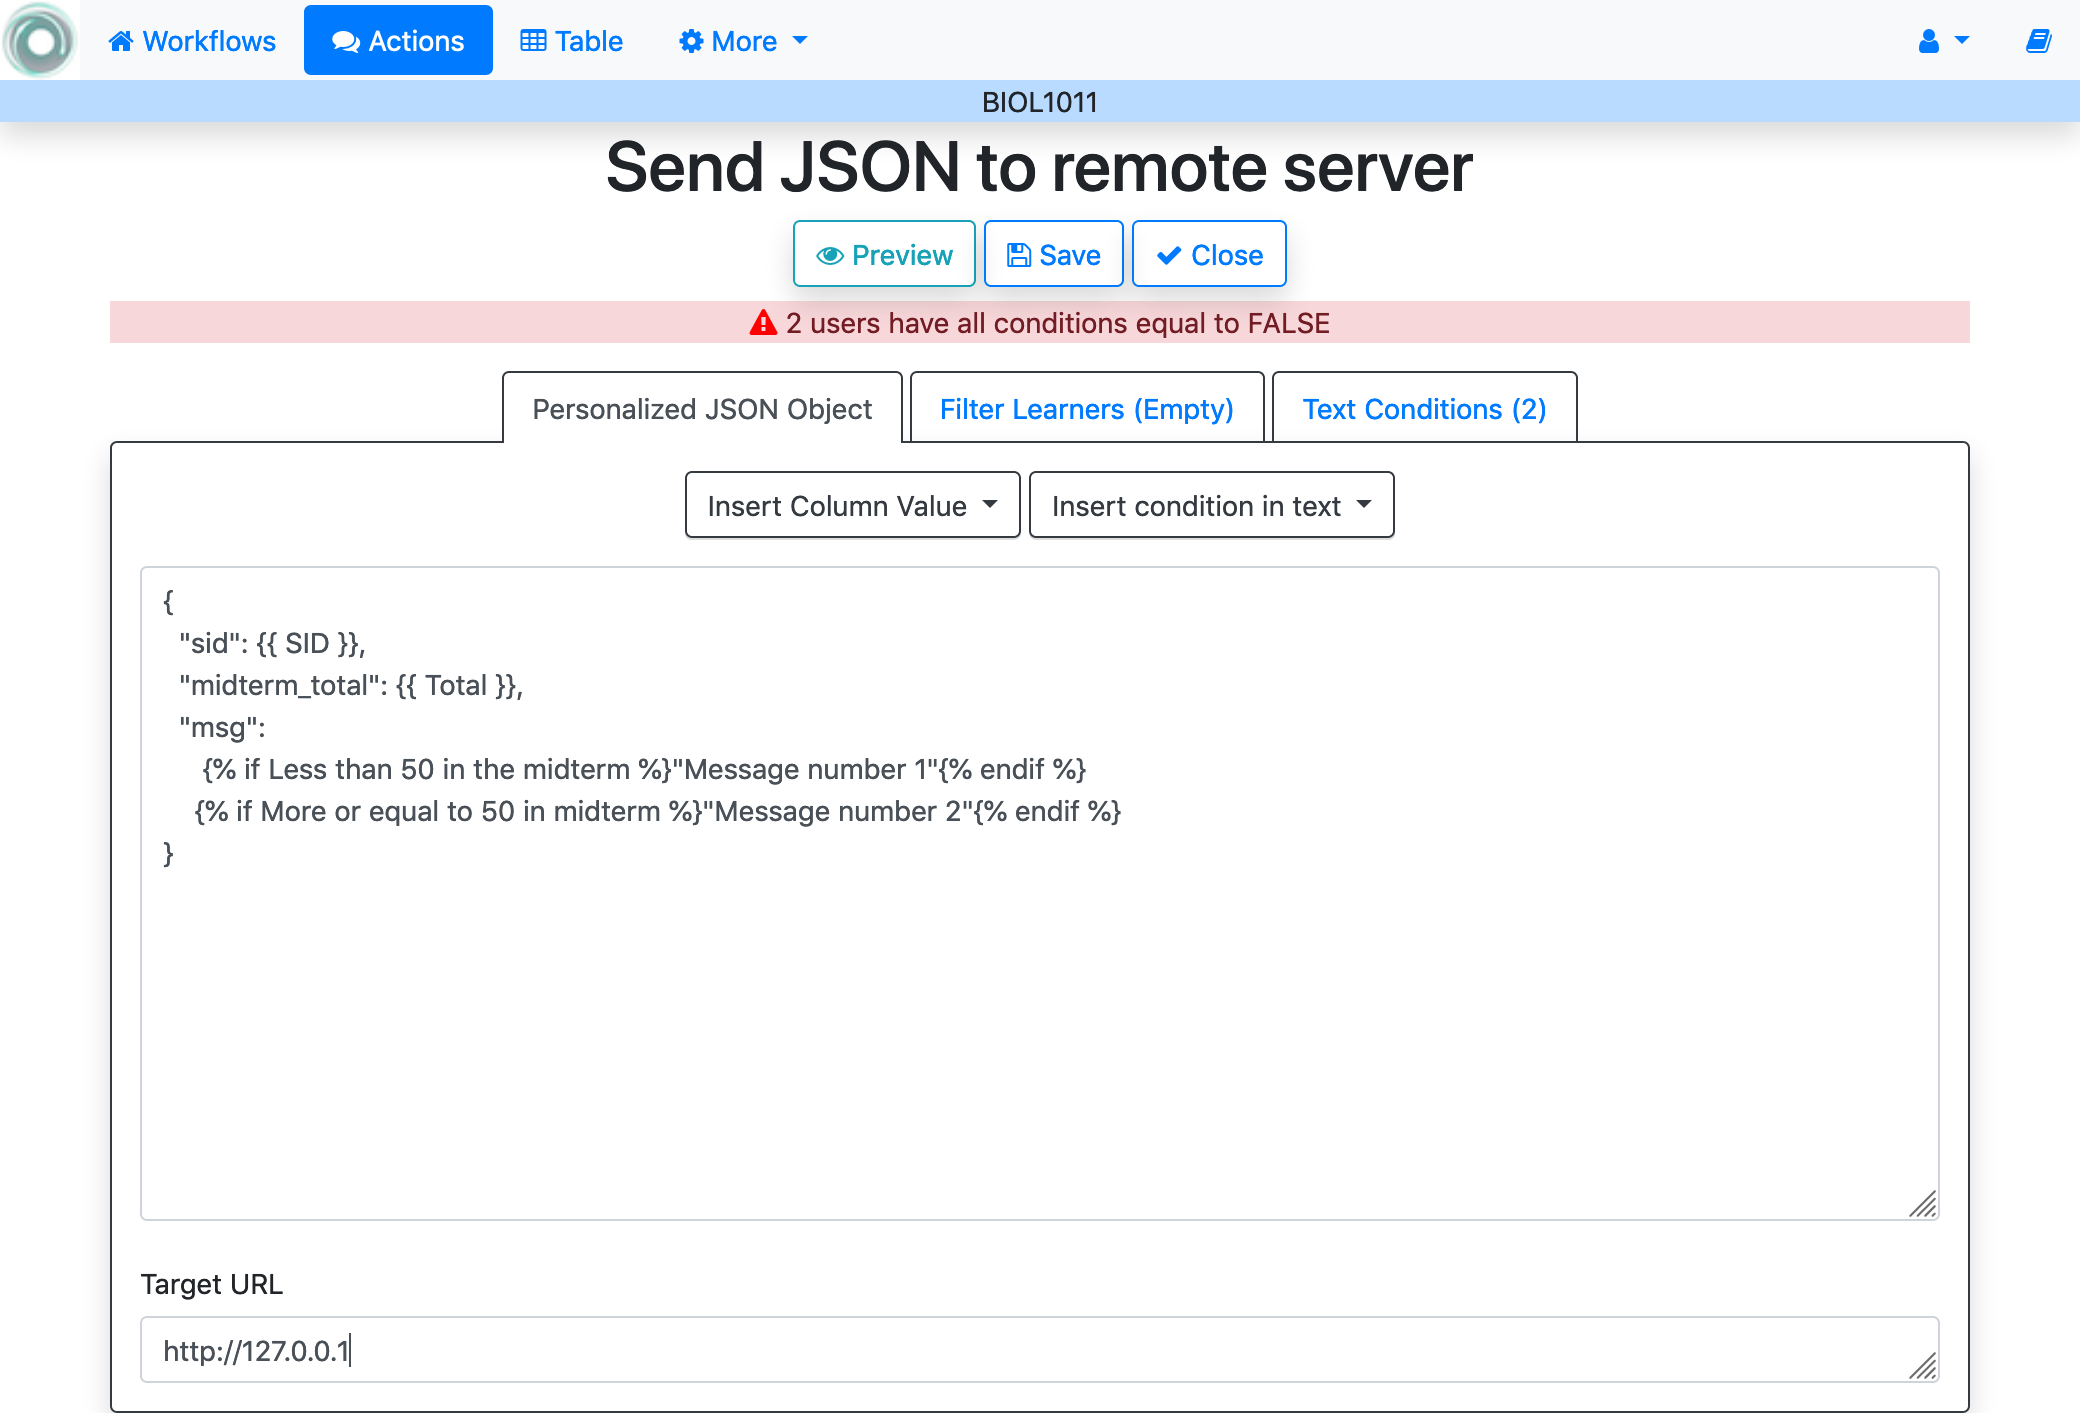 Workflows Actions Table More
BIOL1011
Send JSON to remote server
Preview Save Close
2 users have all conditions equal to FALSE
Personalized JSON Object Filter Learners (Empty) Text Conditions (2)
Insert Column Value Insert condition in text
{
"sid": {{ SID }},
"midterm_total": {{ Total }},
"msg":
{% if Less than 50 in the midterm %}"Message number 1"{% endif %}
{% if More or equal to 50 in midterm %}"Message number 2"{% endif %}
}
Target URL
http://127.0.0.1